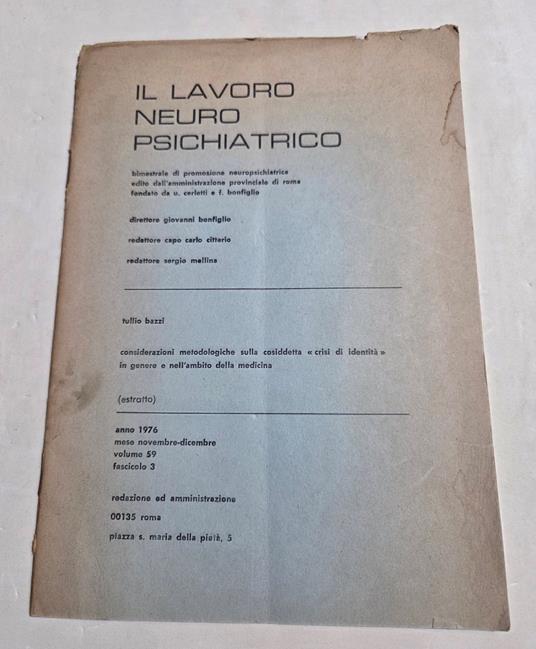 IL LAVORO
NEURO
PSICHIATRICO
bimestrale di promozione neuropsichiatrica
edito dall'amministrazione provinciale di roma
fondato da u. cerletti e f. bonfiglio
direttore giovanni bonfiglio
redattore capo carlo citterio
redattore sergio mellina
tullio bazzi
considerazioni metodologiche sulla cosiddetta « crisi di identità »
in genere e nell'ambito della medicina
(estratto)
anno 1976
mese novembre-dicembre
volume 59
fascicolo 3
redazione ed amministrazione
00135 roma
piazza s. maria della pietà, 5